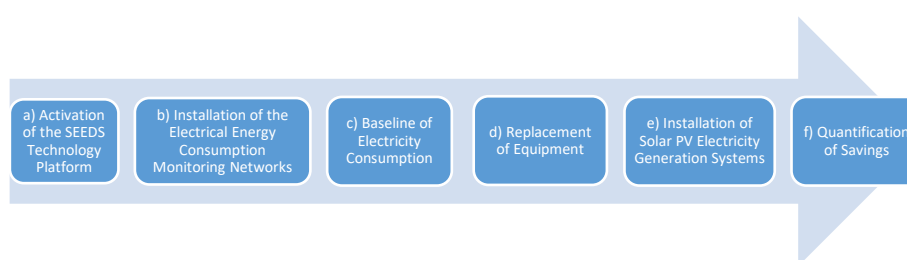 a) Activation
of the SEEDS
Technology
Platform
b) Installation of the
Electrical Energy
Consumption
Monitoring Networks
c) Baseline of
Electricity
Consumption
d) Replacement
of Equipment
e) Installation of
Solar PV Electricity
Generation Systems
f) Quantification
of Savings